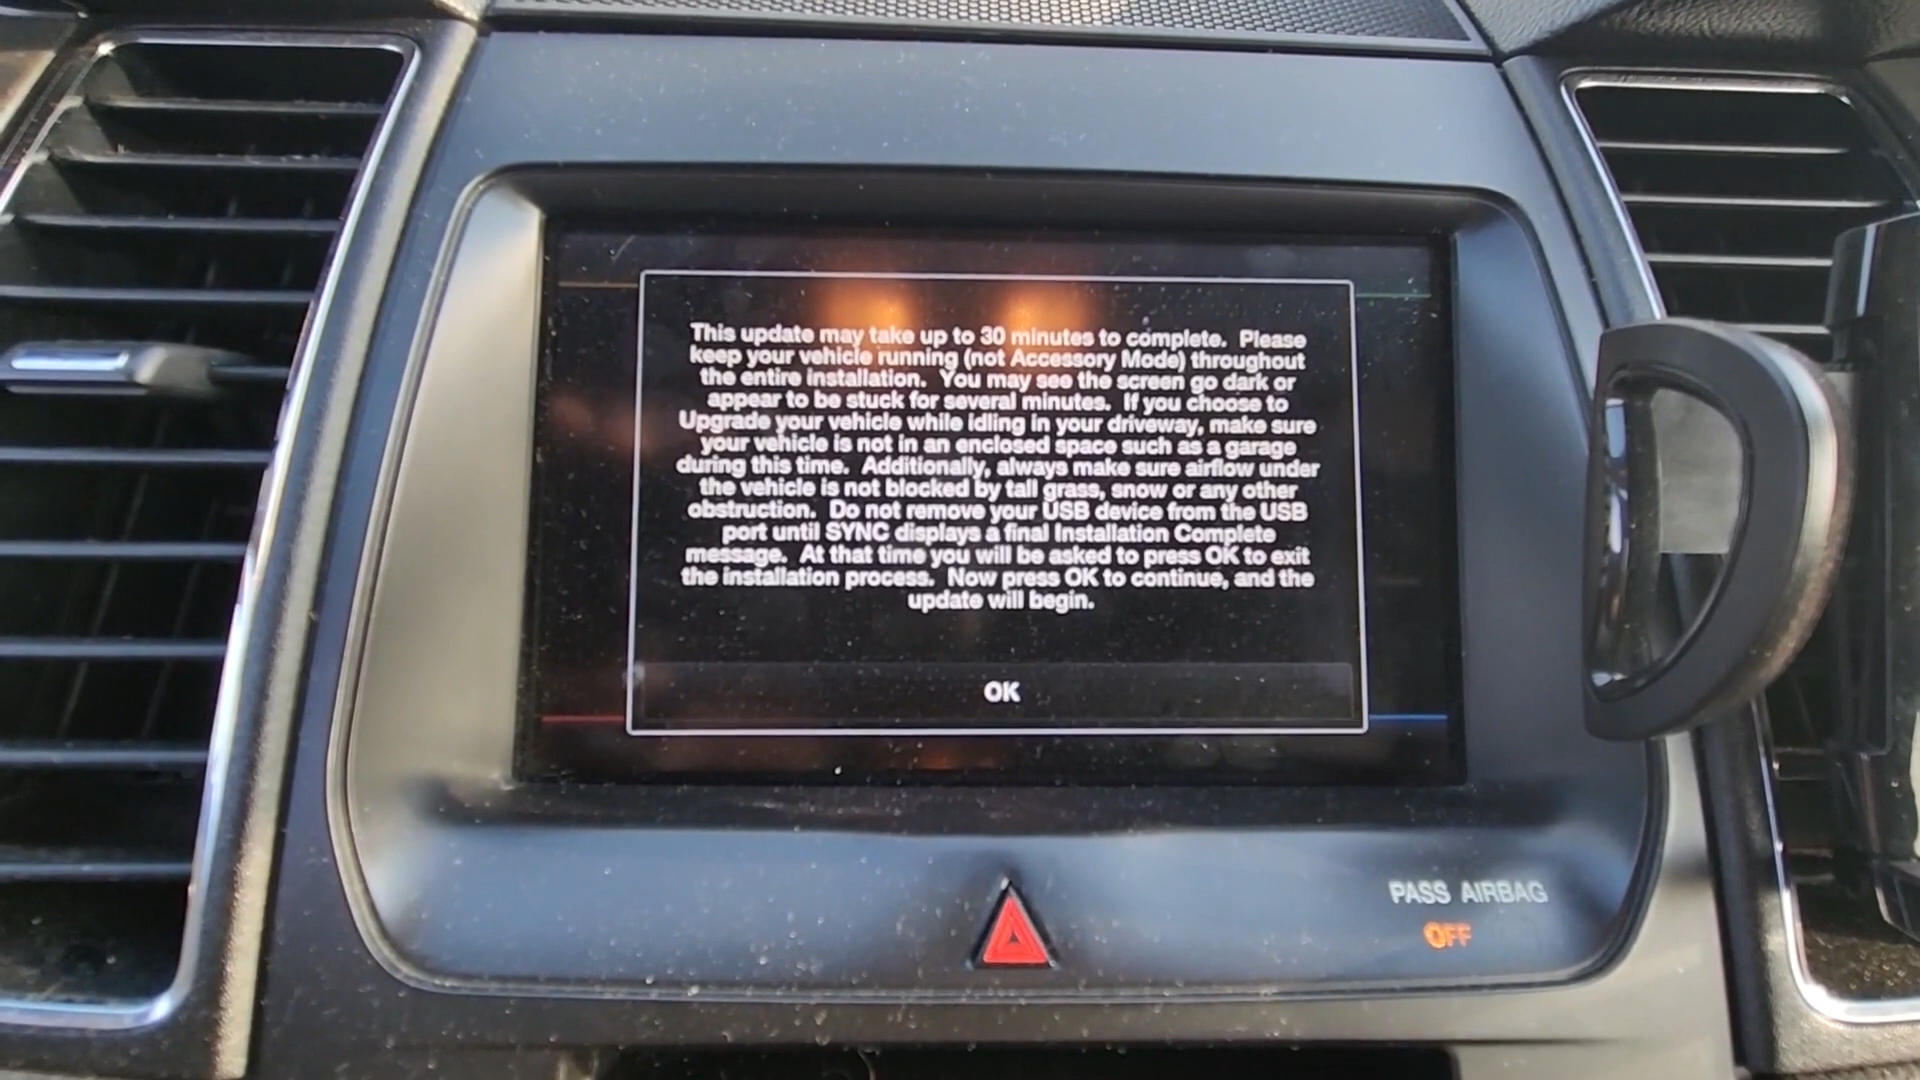 This update may take up to 30 minutes to complete. Please
keep your vehicle running (not Accessory Mode) throughout
the entire installation. You may see the screen go dark or
appear to be stuck for several minutes. If you choose to
Upgrade your vehicle while idling in your driveway, make sure
your vehicle is not in an enclosed space such as a garage
during this time. Additionally, always make sure airflow under
the vehicle is not blocked by tall grass, snow or any other
obstruction. Do not remove your USB device from the USB
port until SYNC displays a final Installation Complete
message. At that time you will be asked to press OK to exit
the installation process. Now press OK to continue, and the
update will begin.
OK
PASS AIRBAG
OFF